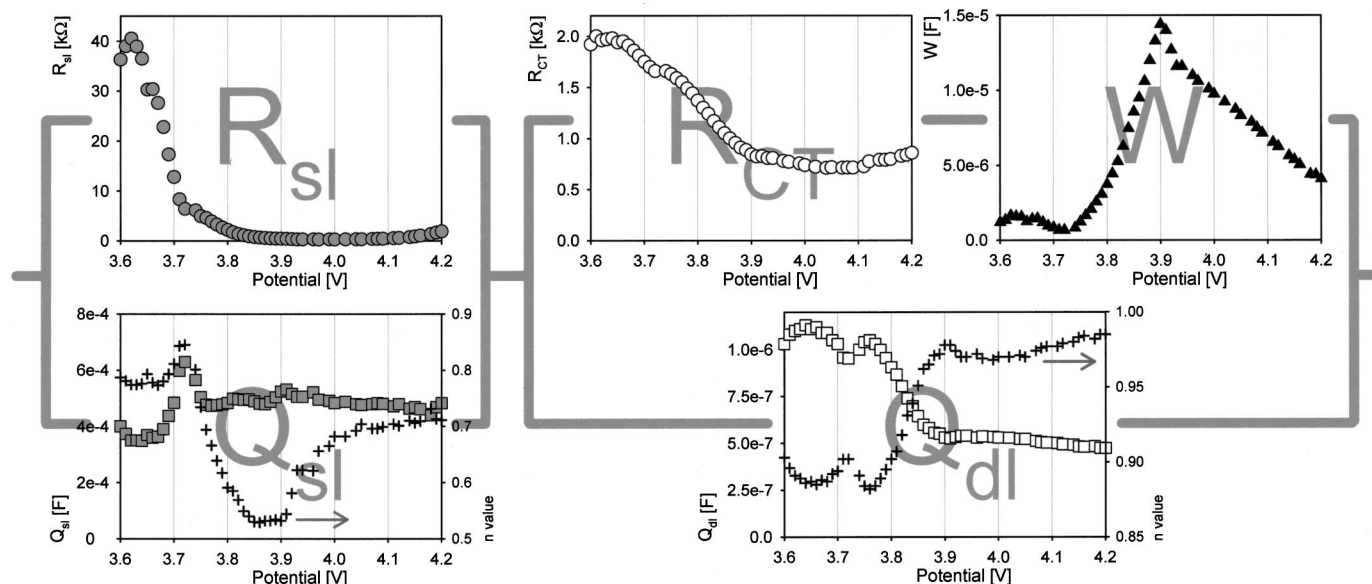 R_sl [kΩ]
40
30
20
10
0
3.6 3.7 3.8 3.9 4.0 4.1 4.2
Potential [V]
R_sl
R_CT [kΩ]
2.0
1.5
1.0
0.5
0.0
3.6 3.7 3.8 3.9 4.0 4.1 4.2
Potential [V]
R_CT
W [F]
1.5e-5
1.0e-5
5.0e-6
0.0
3.6 3.7 3.8 3.9 4.0 4.1 4.2
Potential [V]
W
Q_sl [F]
8e-4
6e-4
4e-4
2e-4
0
0.9
0.8
0.7
0.6
0.5
n value
3.6 3.7 3.8 3.9 4.0 4.1 4.2
Potential [V]
Q_sl
Q_dl [F]
1.0e-6
7.5e-7
5.0e-7
2.5e-7
0.0
1.00
0.95
0.90
0.85
n value
3.6 3.7 3.8 3.9 4.0 4.1 4.2
Potential [V]
Q_dl